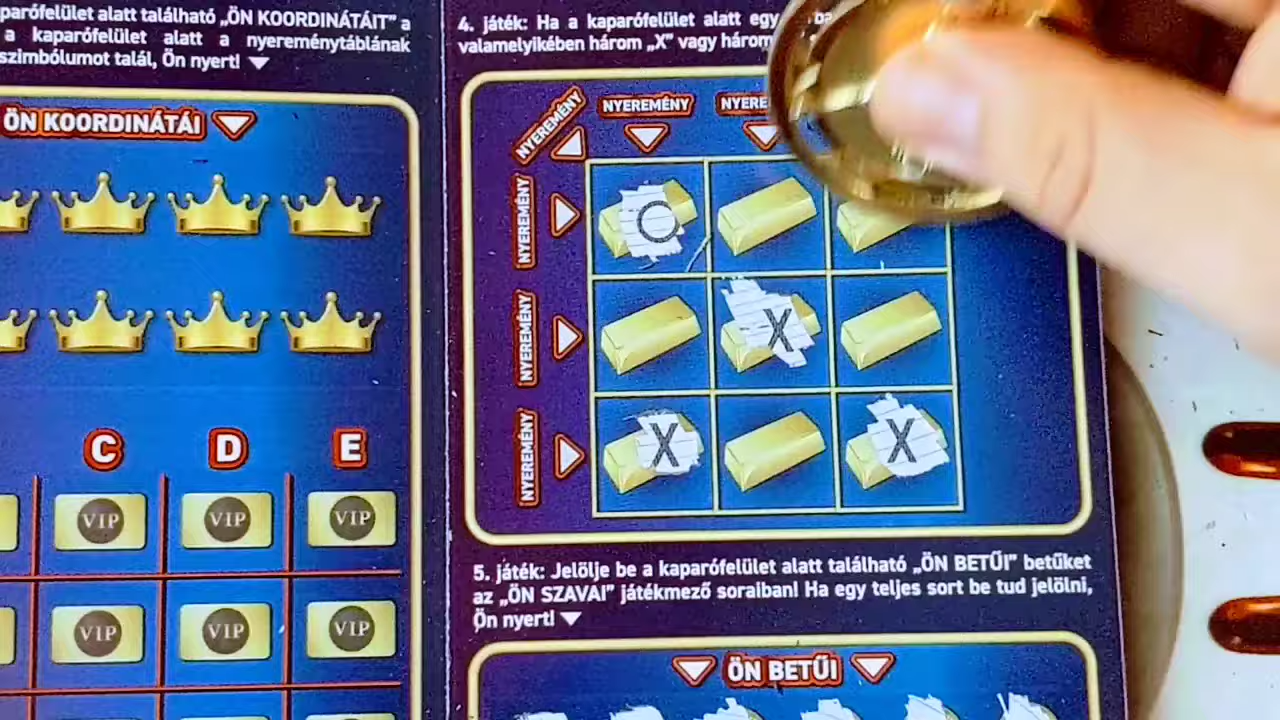 parófelület alatt található „ÖN KOORDINÁTÁIT” a
a kaparófelület alatt a nyereménytáblának
szimbólumot talál, Ön nyert!
ÖN KOORDINÁTÁI
C D E
VIP VIP VIP
VIP VIP VIP
4. játék: Ha a kaparófelület alatt egy
valamelyikében három „X” vagy három
NYEREMÉNY NYEREMÉNY NYERE
NYEREMÉNY
NYEREMÉNY
NYEREMÉNY
O
X
X X
5. játék: Jelölje be a kaparófelület alatt található „ÖN BETŰI” betűket
az „ÖN SZAVAI” játékmező soraiban! Ha egy teljes sort be tud jelölni,
Ön nyert!
ÖN BETŰI